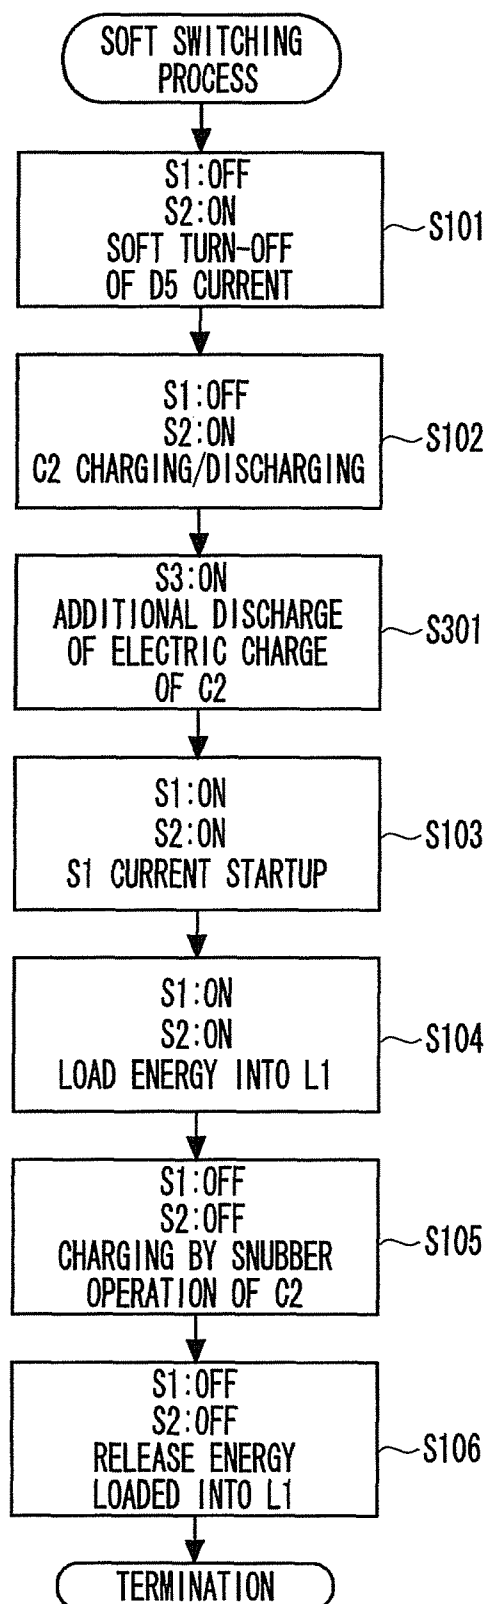 SOFT SWITCHING
PROCESS
S1:OFF
S2:ON
SOFT TURN-OFF
OF D5 CURRENT
S101
S1:OFF
S2:ON
C2 CHARGING/DISCHARGING
S102
S3:ON
ADDITIONAL DISCHARGE
OF ELECTRIC CHARGE
OF C2
S301
S1:ON
S2:ON
S1 CURRENT STARTUP
S103
S1:ON
S2:ON
LOAD ENERGY INTO L1
S104
S1:OFF
S2:OFF
CHARGING BY SNUBBER
OPERATION OF C2
S105
S1:OFF
S2:OFF
RELEASE ENERGY
LOADED INTO L1
S106
TERMINATION